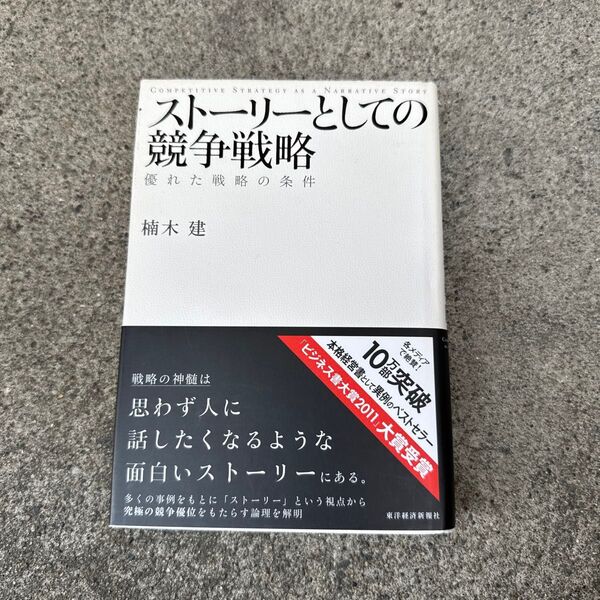 COMPETITIVE STRATEGY AS A NARRATIVE STORY
ストーリーとしての
競争戦略
優れた戦略の条件
楠木 建
各メディア
で絶賛!
10万部突破
本格経営書として異例のベストセラー
「ビジネス書大賞2011」大賞受賞
戦略の神髄は
思わず人に
話したくなるような
面白いストーリーにある。
多くの事例をもとに「ストーリー」という視点から
究極の競争優位をもたらす論理を解明
東洋経済新報社